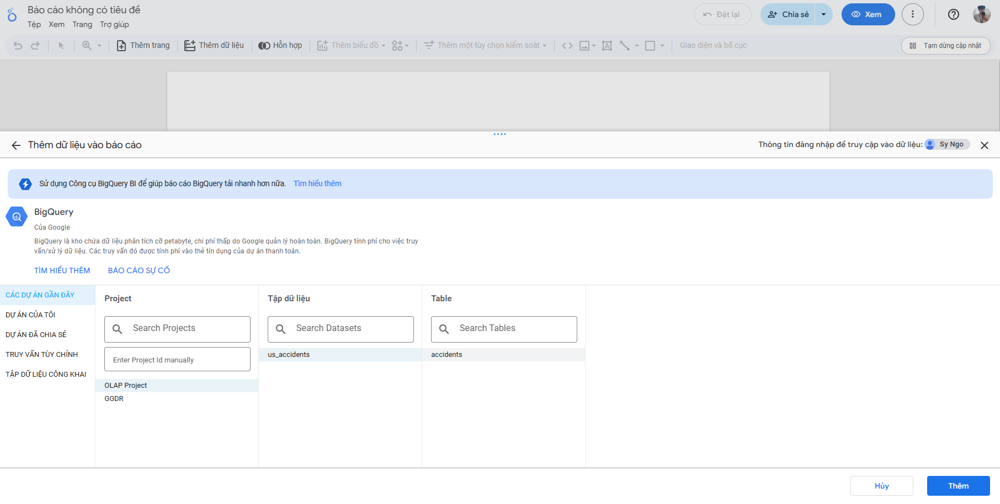 Báo cáo không có tiêu đề
Tệp Xem Trang Trợ giúp
Đặt lại
Chia sẻ
Xem
Thêm trang
Thêm dữ liệu
Hỗn hợp
Thêm biểu đồ
Thêm một tùy chọn kiểm soát
Giao diện và bố cục
Tạm dừng cập nhật
Thêm dữ liệu vào báo cáo
Thông tin đăng nhập để truy cập vào dữ liệu: Sy Ngo
Sử dụng Công cụ BigQuery BI để giúp báo cáo BigQuery tải nhanh hơn nữa. Tìm hiểu thêm
BigQuery
Của Google
BigQuery là kho chứa dữ liệu phân tích cỡ petabyte, chi phí thấp do Google quản lý hoàn toàn. BigQuery tính phí cho việc truy
vấn/xử lý dữ liệu. Các truy vấn đó được tính phí vào thẻ tín dụng của dự án thanh toán.
TÌM HIỂU THÊM BÁO CÁO SỰ CỐ
CÁC DỰ ÁN GẦN ĐÂY
DỰ ÁN CỦA TÔI
DỰ ÁN ĐÃ CHIA SẺ
TRUY VẤN TÙY CHỈNH
TẬP DỮ LIỆU CÔNG KHAI
Project
Search Projects
Enter Project Id manually
OLAP Project
GGDR
Tập dữ liệu
Search Datasets
us_accidents
Table
Search Tables
accidents
Hủy
Thêm